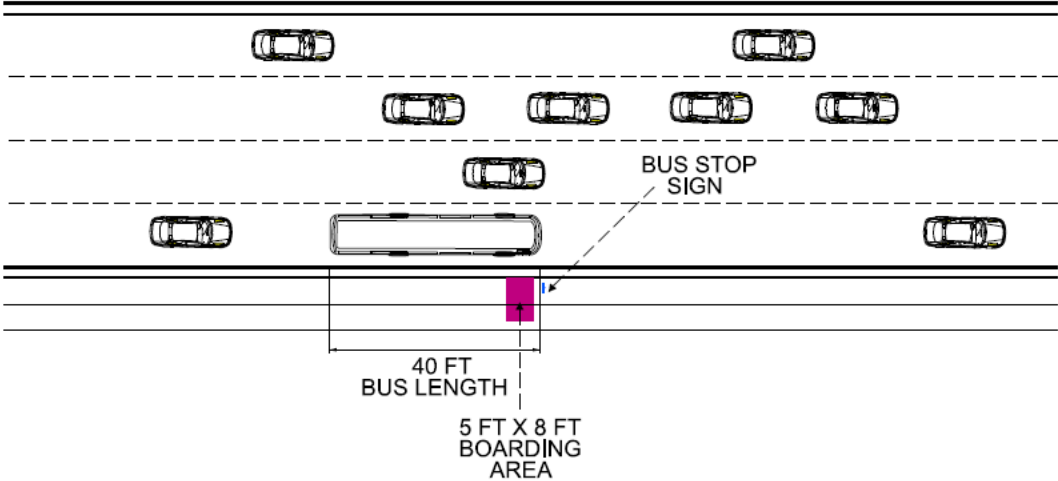 BUS STOP
SIGN
40 FT
BUS LENGTH
5 FT X 8 FT
BOARDING
AREA